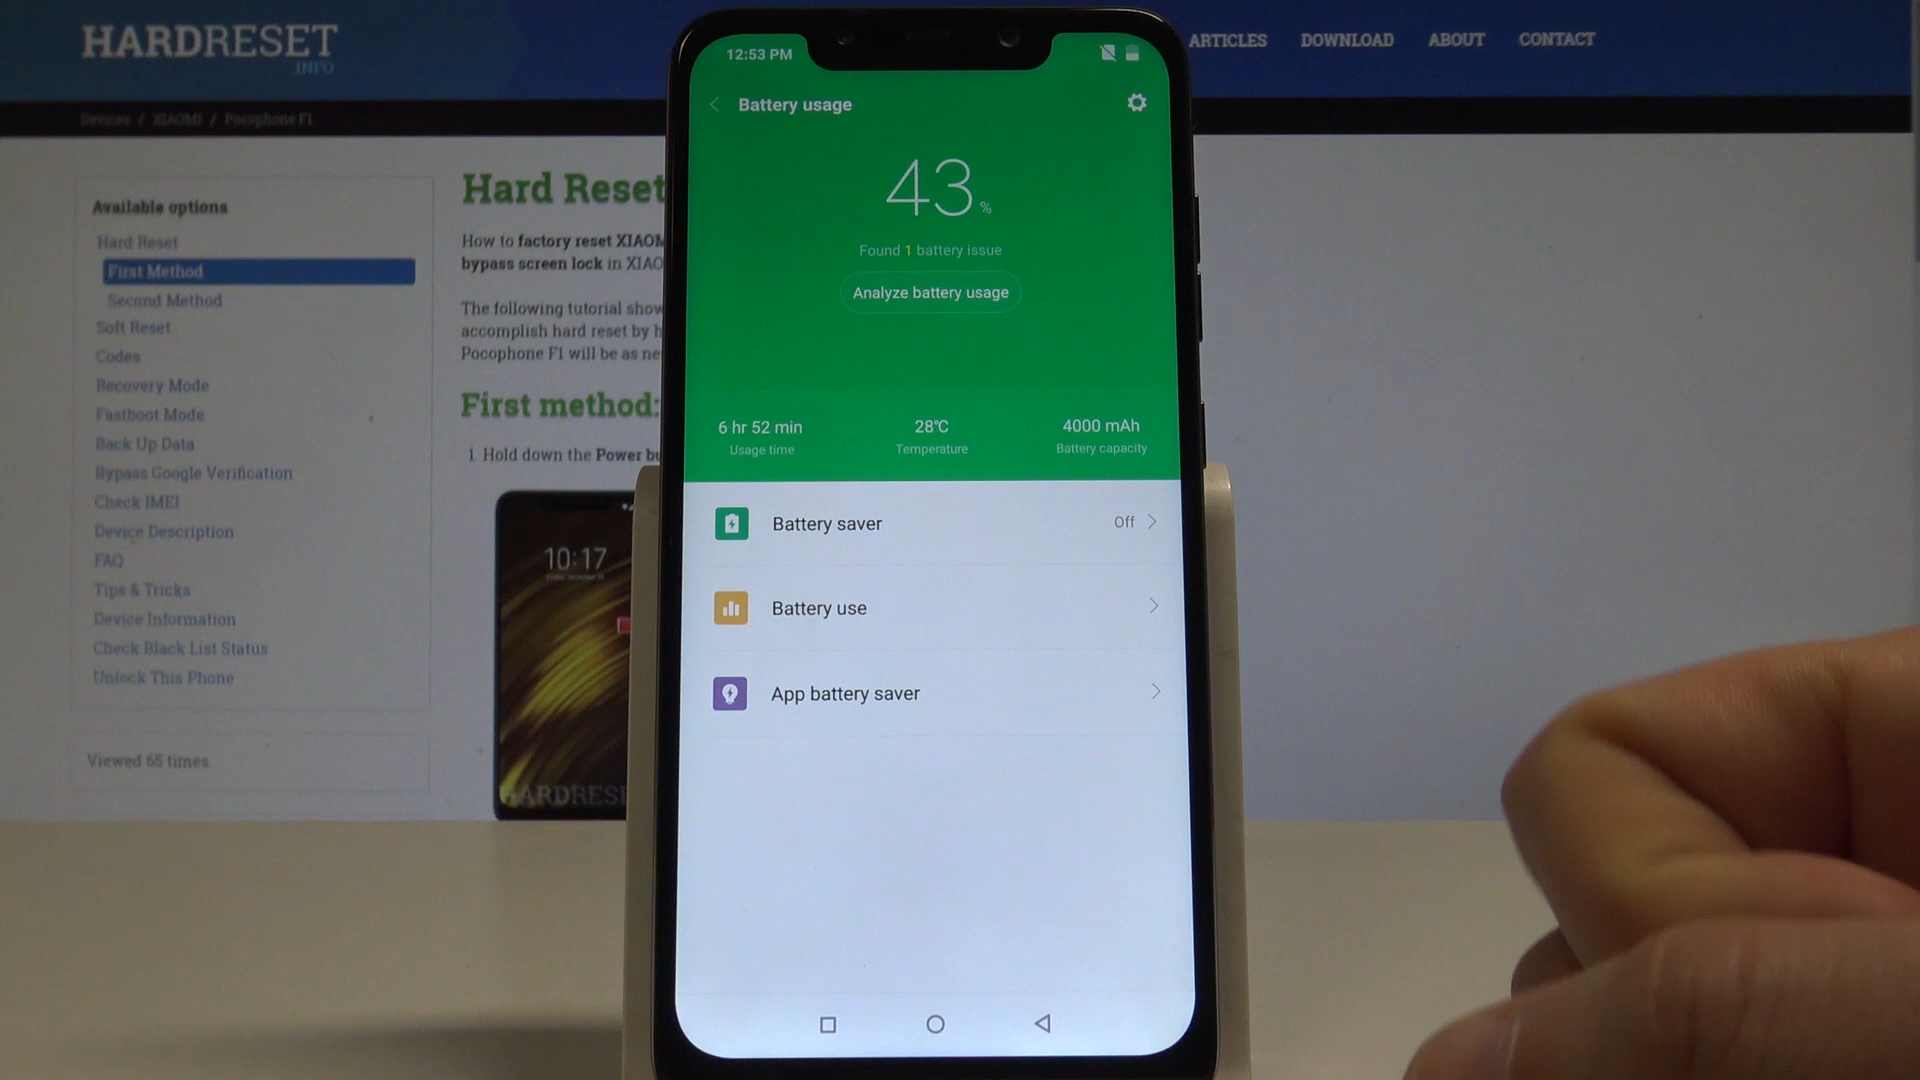 HARDRESET
.INFO
ARTICLES DOWNLOAD ABOUT CONTACT
Devices / XIAOMI / Pocophone F1
Available options
Hard Reset
First Method
Second Method
Soft Reset
Codes
Recovery Mode
Fastboot Mode
Back Up Data
Bypass Google Verification
Check IMEI
Device Description
FAQ
Tips & Tricks
Device Information
Check Black List Status
Unlock This Phone
Viewed 65 times.
Hard Reset
How to factory reset XIAOM
bypass screen lock in XIAO
The following tutorial show
accomplish hard reset by h
Pocophone F1 will be as ne
First method:
1. Hold down the Power bu
10:17
HARDRESE
12:53 PM
Battery usage
43 %
Found 1 battery issue
Analyze battery usage
6 hr 52 min 28°C 4000 mAh
Usage time Temperature Battery capacity
Battery saver Off
Battery use
App battery saver